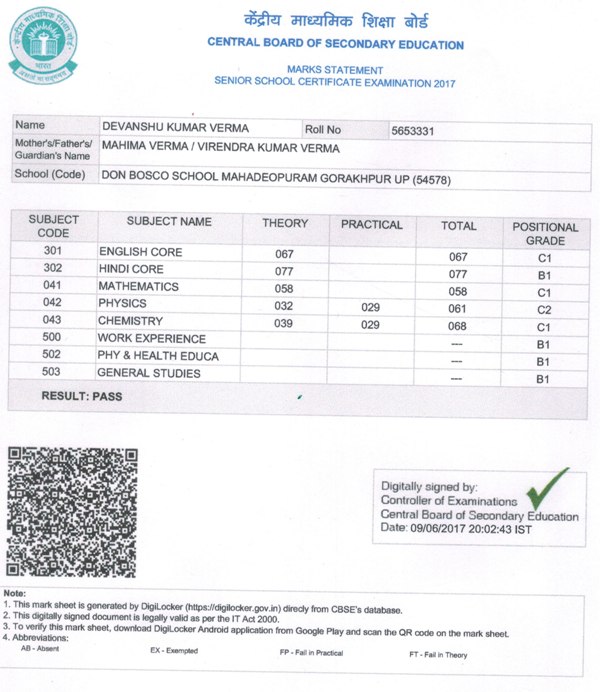 केन्द्रीय माध्यमिक शिक्षा बोर्ड
भारत
असतो मा सद्गमय
केंद्रीय माध्यमिक शिक्षा बोर्ड
CENTRAL BOARD OF SECONDARY EDUCATION
MARKS STATEMENT
SENIOR SCHOOL CERTIFICATE EXAMINATION 2017
Name DEVANSHU KUMAR VERMA Roll No 5653331
Mother's/Father's/ MAHIMA VERMA / VIRENDRA KUMAR VERMA
Guardian's Name
School (Code) DON BOSCO SCHOOL MAHADEOPURAM GORAKHPUR UP (54578)
SUBJECT CODE SUBJECT NAME THEORY PRACTICAL TOTAL POSITIONAL GRADE
301 ENGLISH CORE 067 067 C1
302 HINDI CORE 077 077 B1
041 MATHEMATICS 058 058 C1
042 PHYSICS 032 029 061 C2
043 CHEMISTRY 039 029 068 C1
500 WORK EXPERIENCE --- B1
502 PHY & HEALTH EDUCA --- B1
503 GENERAL STUDIES --- B1
RESULT: PASS
Digitally signed by:
Controller of Examinations
Central Board of Secondary Education
Date: 09/06/2017 20:02:43 IST
Note:
1. This mark sheet is generated by DigiLocker (https://digilocker.gov.in) direcly from CBSE's database.
2. This digitally signed document is legally valid as per the IT Act 2000.
3. To verify this mark sheet, download DigiLocker Android application from Google Play and scan the QR code on the mark sheet.
4. Abbreviations:
AB - Absent EX - Exempted FP - Fail in Practical FT - Fail in Theory